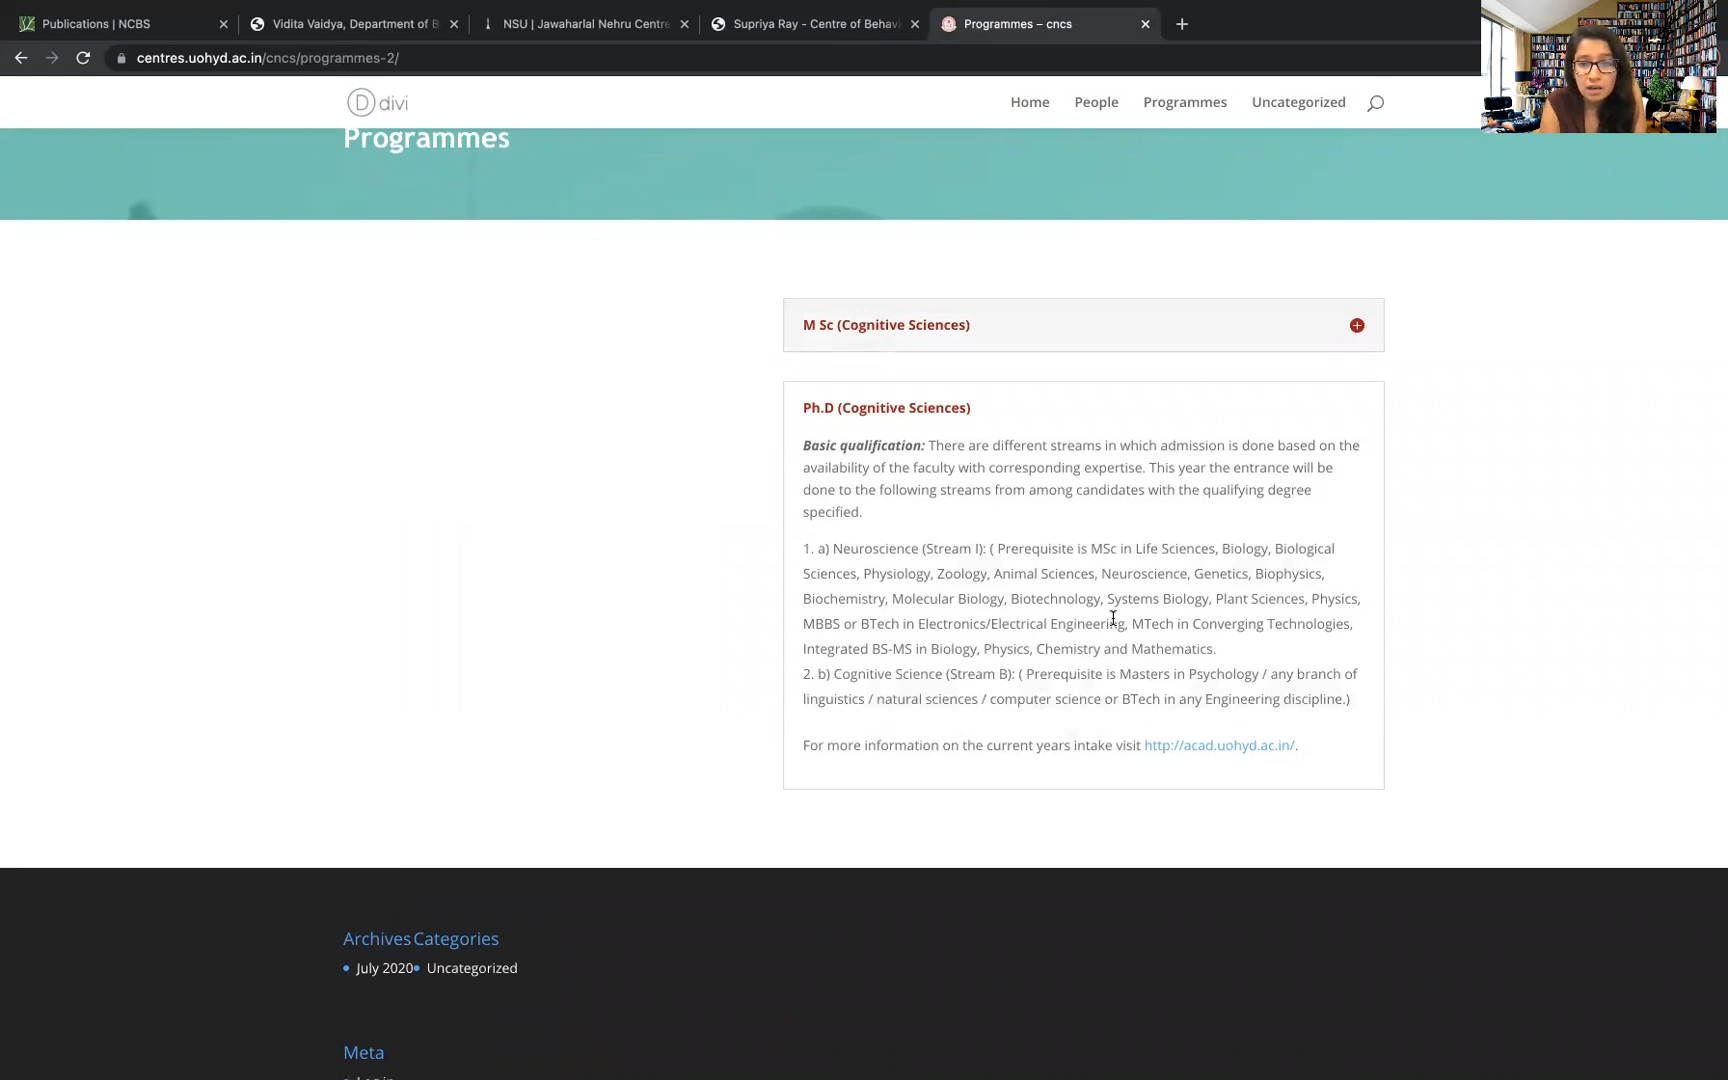 Publications | NCBS
Vidita Vaidya, Department of B
NSU | Jawaharlal Nehru Centre
Supriya Ray - Centre of Behavi
Programmes – cncs
centres.uohyd.ac.in/cncs/programmes-2/
D divi
Home People Programmes Uncategorized
Programmes
M Sc (Cognitive Sciences)
Ph.D (Cognitive Sciences)
Basic qualification: There are different streams in which admission is done based on the
availability of the faculty with corresponding expertise. This year the entrance will be
done to the following streams from among candidates with the qualifying degree
specified.
1. a) Neuroscience (Stream I): ( Prerequisite is MSc in Life Sciences, Biology, Biological
Sciences, Physiology, Zoology, Animal Sciences, Neuroscience, Genetics, Biophysics,
Biochemistry, Molecular Biology, Biotechnology, Systems Biology, Plant Sciences, Physics,
MBBS or BTech in Electronics/Electrical Engineering, MTech in Converging Technologies,
Integrated BS-MS in Biology, Physics, Chemistry and Mathematics.
2. b) Cognitive Science (Stream B): ( Prerequisite is Masters in Psychology / any branch of
linguistics / natural sciences / computer science or BTech in any Engineering discipline.)
For more information on the current years intake visit http://acad.uohyd.ac.in/.
Archives Categories
July 2020 Uncategorized
Meta
Log in